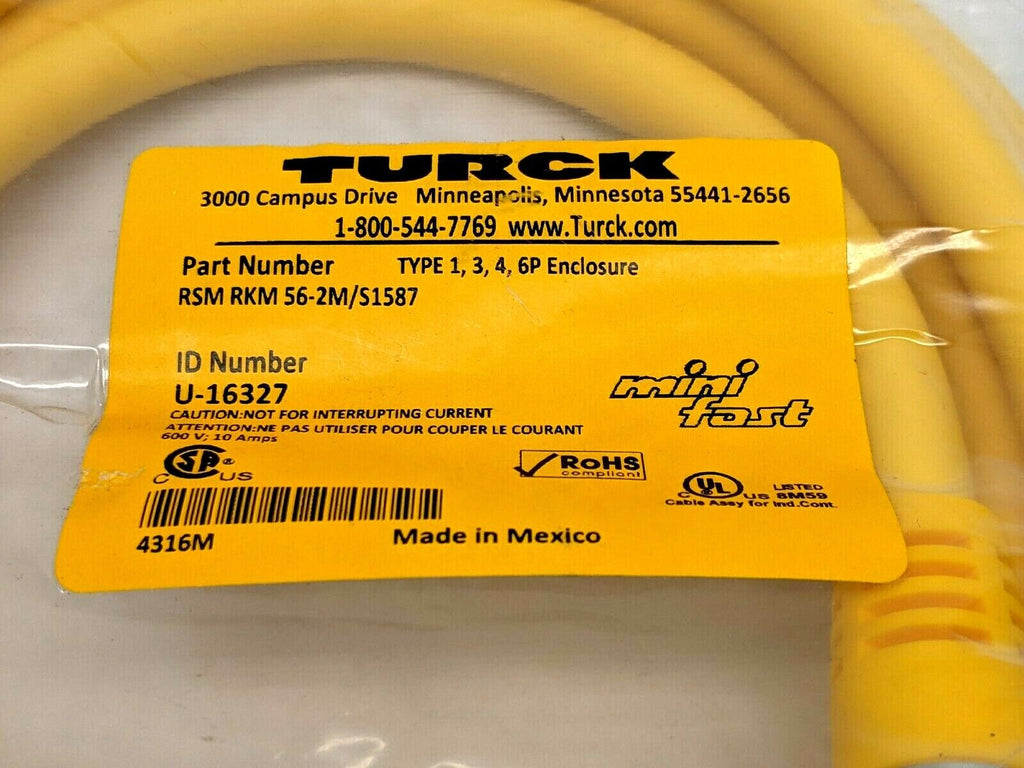 TURCK
3000 Campus Drive Minneapolis, Minnesota 55441-2656
1-800-544-7769 www.Turck.com
Part Number TYPE 1, 3, 4, 6P Enclosure
RSM RKM 56-2M/S1587
ID Number
U-16327
CAUTION:NOT FOR INTERRUPTING CURRENT
ATTENTION:NE PAS UTILISER POUR COUPER LE COURANT
600 V; 10 Amps
mini
fast
C SA ® US
RoHS
compliant
C UL ® US LISTED
8M59
Cable Assy for Ind.Cont.
4316M
Made in Mexico